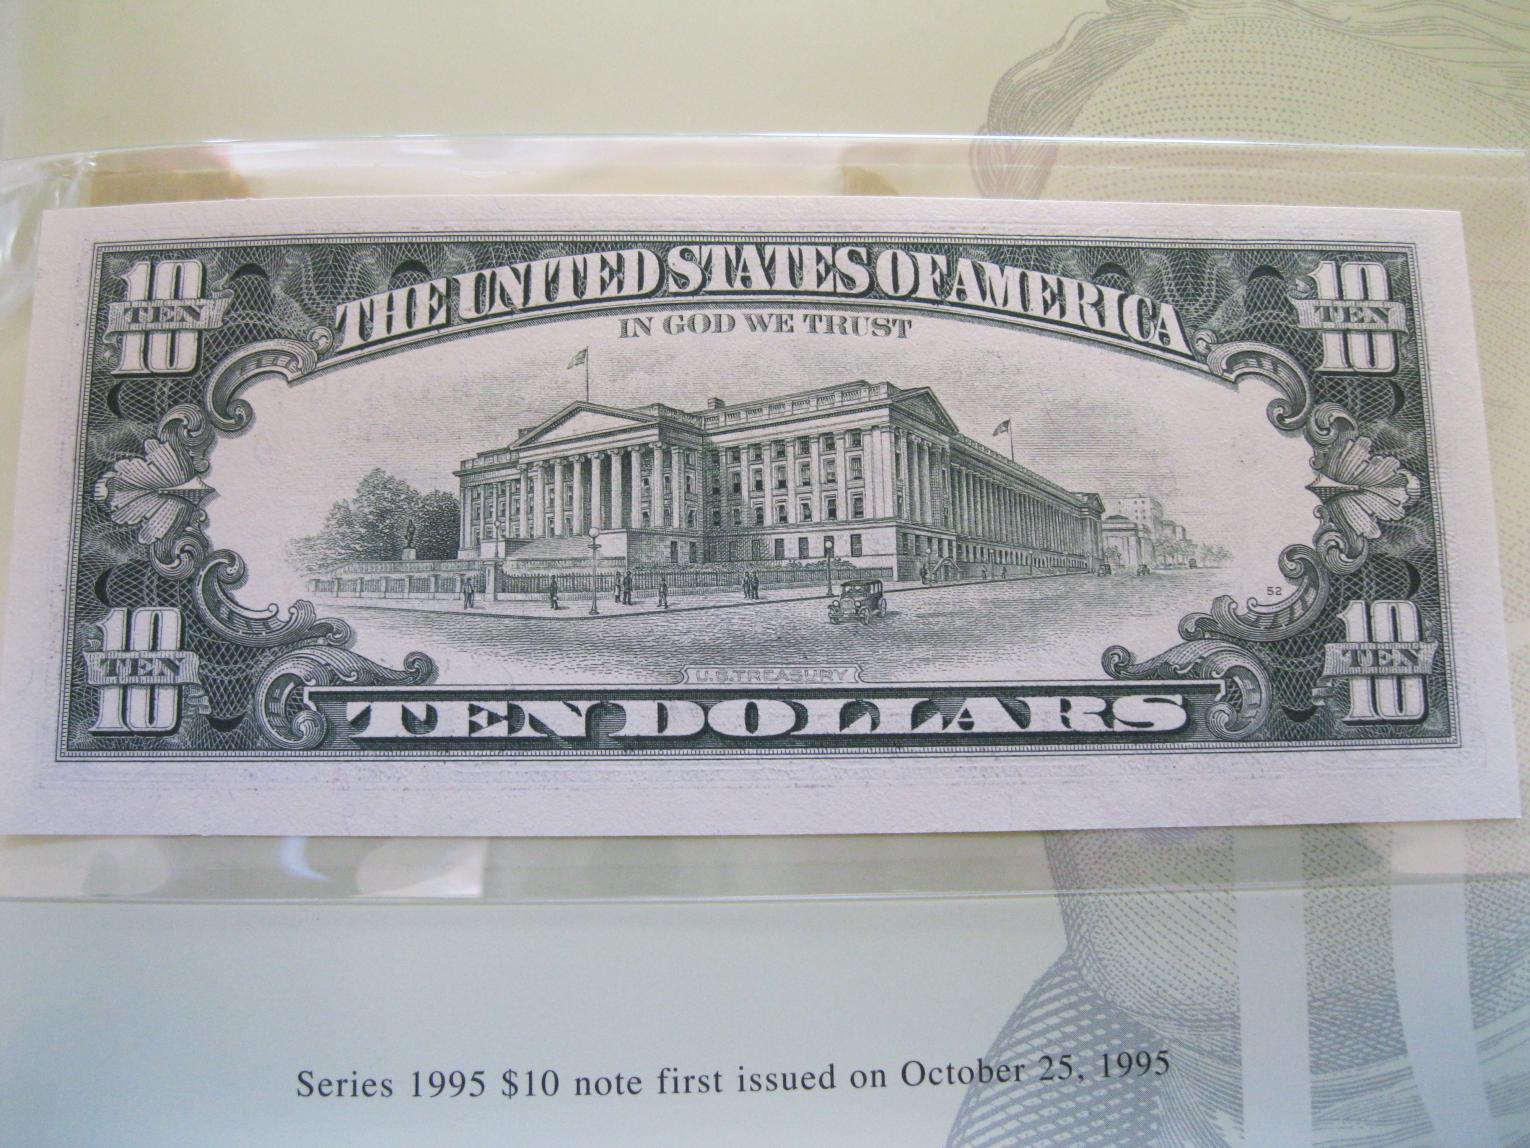 10 TEN 10
THE UNITED STATES OF AMERICA
10 TEN 10
IN GOD WE TRUST
52
10 TEN 10
U.S. TREASURY
10 TEN 10
TEN DOLLARS
Series 1995 $10 note first issued on October 25, 1995